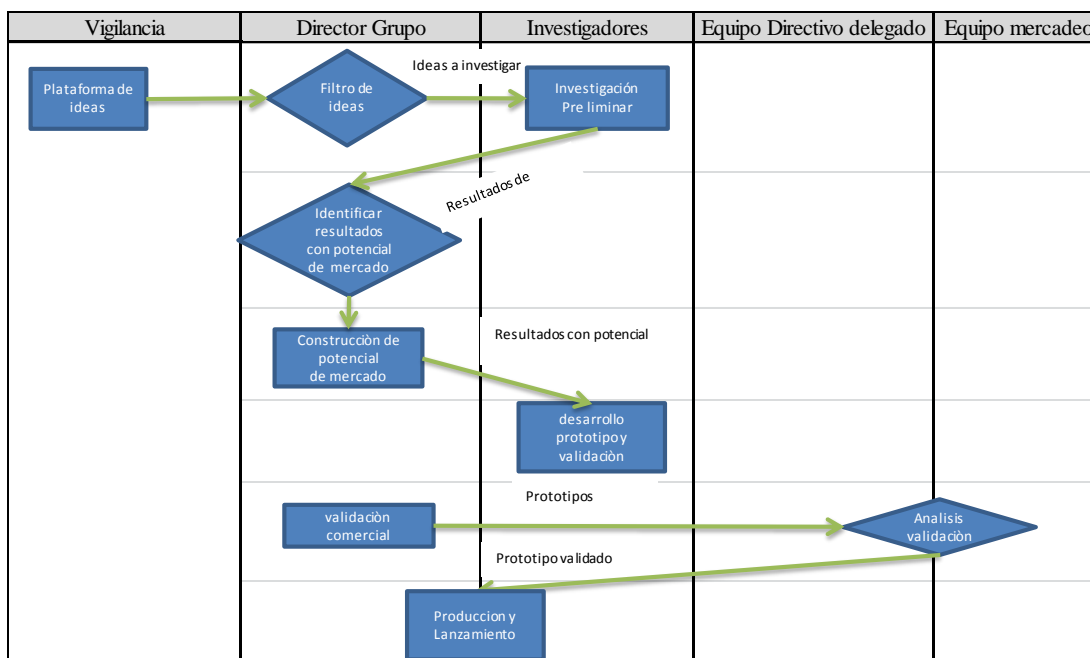 Vigilancia
Director Grupo
Investigadores
Equipo Directivo delegado
Equipo mercadeo
Ideas a investigar
Plataforma de
ideas
Filtro de
ideas
Investigación
Pre liminar
Resultados de
Identificar
resultados
con potencial
de mercado
Resultados con potencial
Construcciòn de
potencial
de mercado
desarrollo
prototipo y
validaciòn
Prototipos
validaciòn
comercial
Analisis
validaciòn
Prototipo validado
Produccion y
Lanzamiento